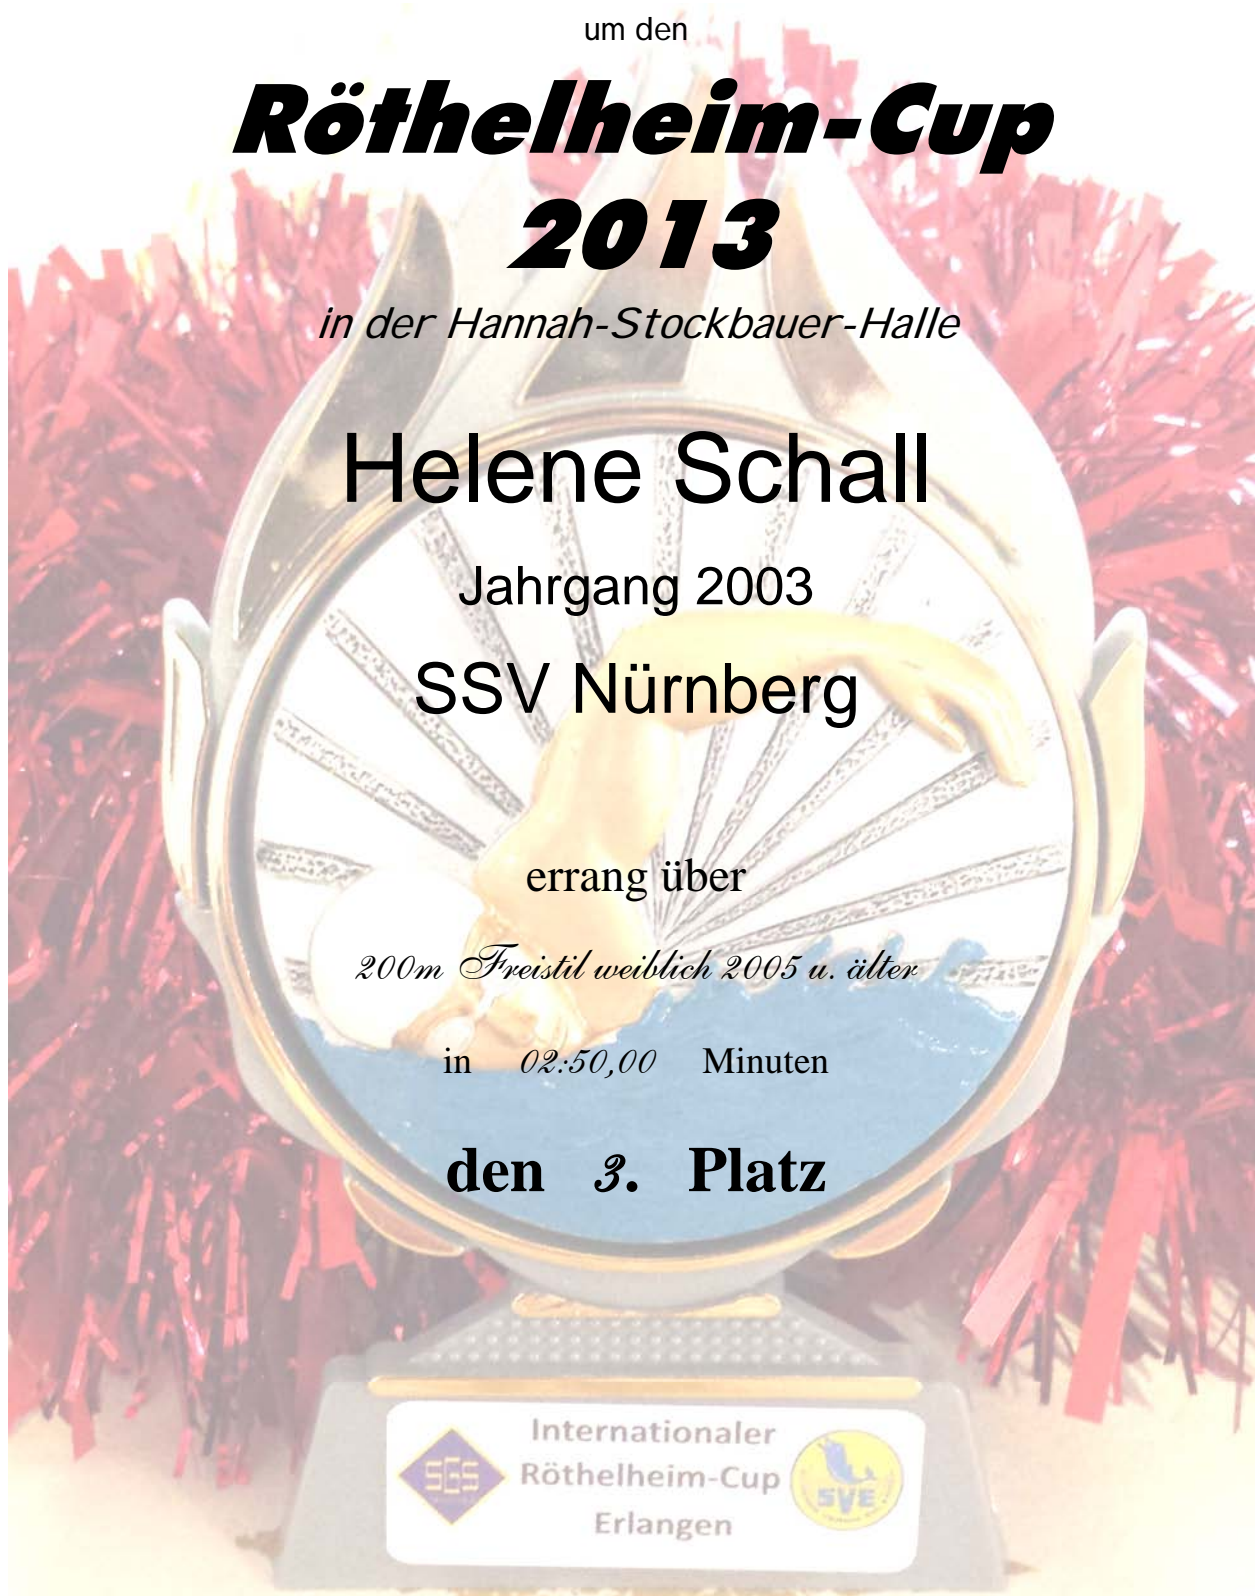 um den
Röthelheim-Cup
2013
in der Hannah-Stockbauer-Halle
Helene Schall
Jahrgang 2003
SSV Nürnberg
errang über
200m Freistil weiblich 2005 u. älter
in 02:50,00 Minuten
den 3. Platz
Internationaler
SGS Röthelheim-Cup SVE
Erlangen